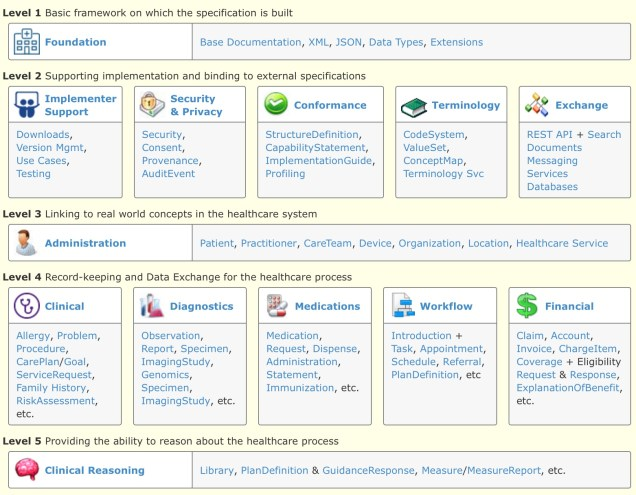 Level 1 Basic framework on which the specification is built
Foundation
Base Documentation, XML, JSON, Data Types, Extensions
Level 2 Supporting implementation and binding to external specifications
Implementer
Support
Downloads,
Version Mgmt,
Use Cases,
Testing
Security
& Privacy
Security,
Consent,
Provenance,
AuditEvent
Conformance
StructureDefinition,
CapabilityStatement,
ImplementationGuide,
Profiling
Terminology
CodeSystem,
ValueSet,
ConceptMap,
Terminology Svc
Exchange
REST API + Search
Documents
Messaging
Services
Databases
Level 3 Linking to real world concepts in the healthcare system
Administration
Patient, Practitioner, CareTeam, Device, Organization, Location, Healthcare Service
Level 4 Record-keeping and Data Exchange for the healthcare process
Clinical
Allergy, Problem,
Procedure,
CarePlan/Goal,
ServiceRequest,
Family History,
RiskAssessment,
etc.
Diagnostics
Observation,
Report, Specimen,
ImagingStudy,
Genomics,
Specimen,
ImagingStudy, etc.
Medications
Medication,
Request, Dispense,
Administration,
Statement,
Immunization, etc.
Workflow
Introduction +
Task, Appointment,
Schedule, Referral,
PlanDefinition, etc
Financial
Claim, Account,
Invoice, ChargeItem,
Coverage + Eligibility
Request & Response,
ExplanationOfBenefit,
etc.
Level 5 Providing the ability to reason about the healthcare process
Clinical Reasoning
Library, PlanDefinition & GuidanceResponse, Measure/MeasureReport, etc.